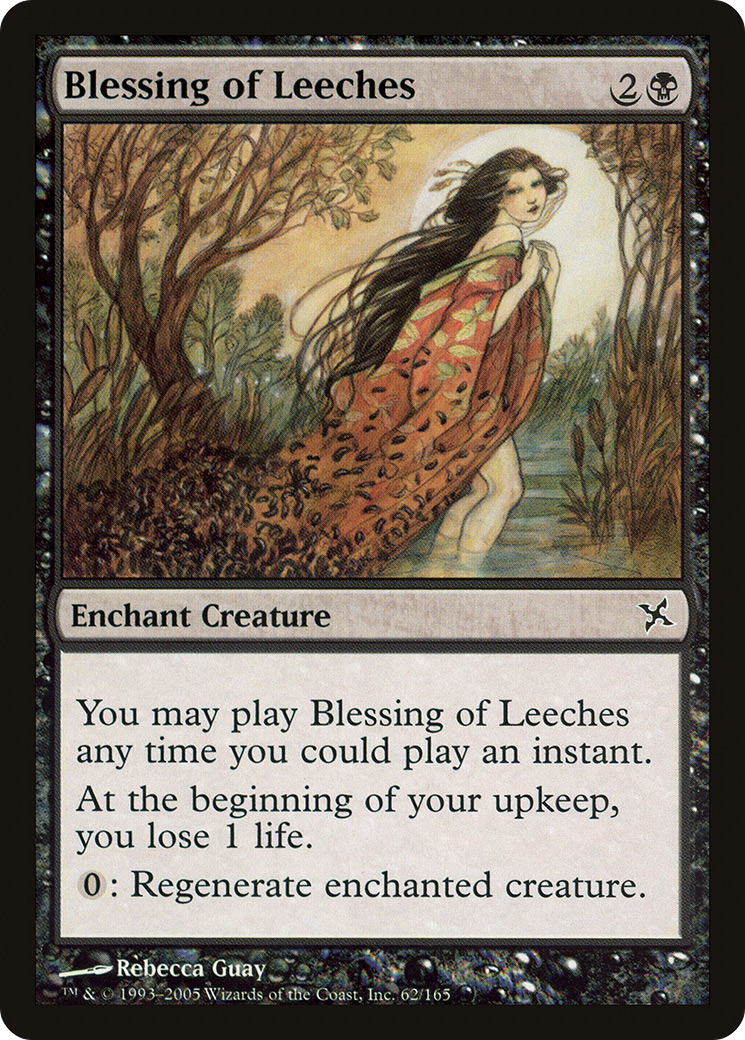 Blessing of Leeches 2
Enchant Creature
You may play Blessing of Leeches
any time you could play an instant.
At the beginning of your upkeep,
you lose 1 life.
0: Regenerate enchanted creature.
Rebecca Guay
™ & © 1993–2005 Wizards of the Coast, Inc. 62/165